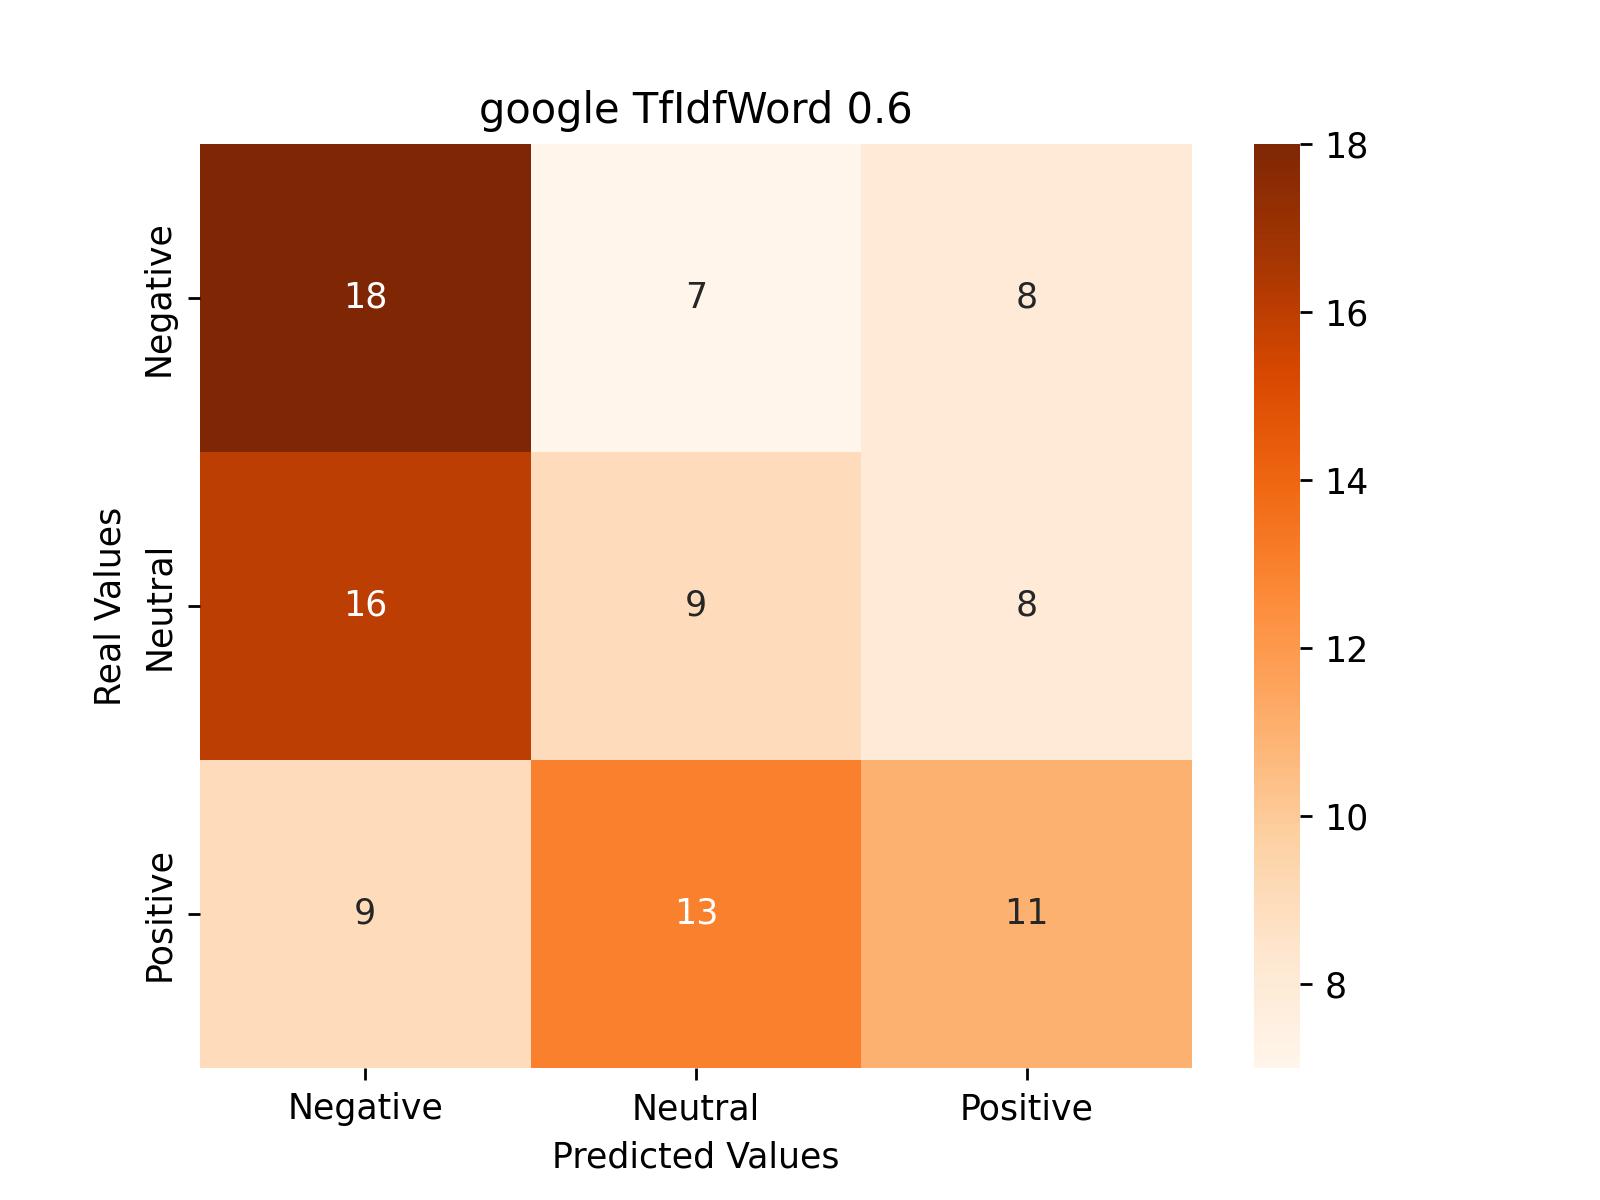 google TfIdfWord 0.6
Real Values
Negative
18 7 8
Neutral
16 9 8
Positive
9 13 11
Negative Neutral Positive
Predicted Values
18
16
14
12
10
8